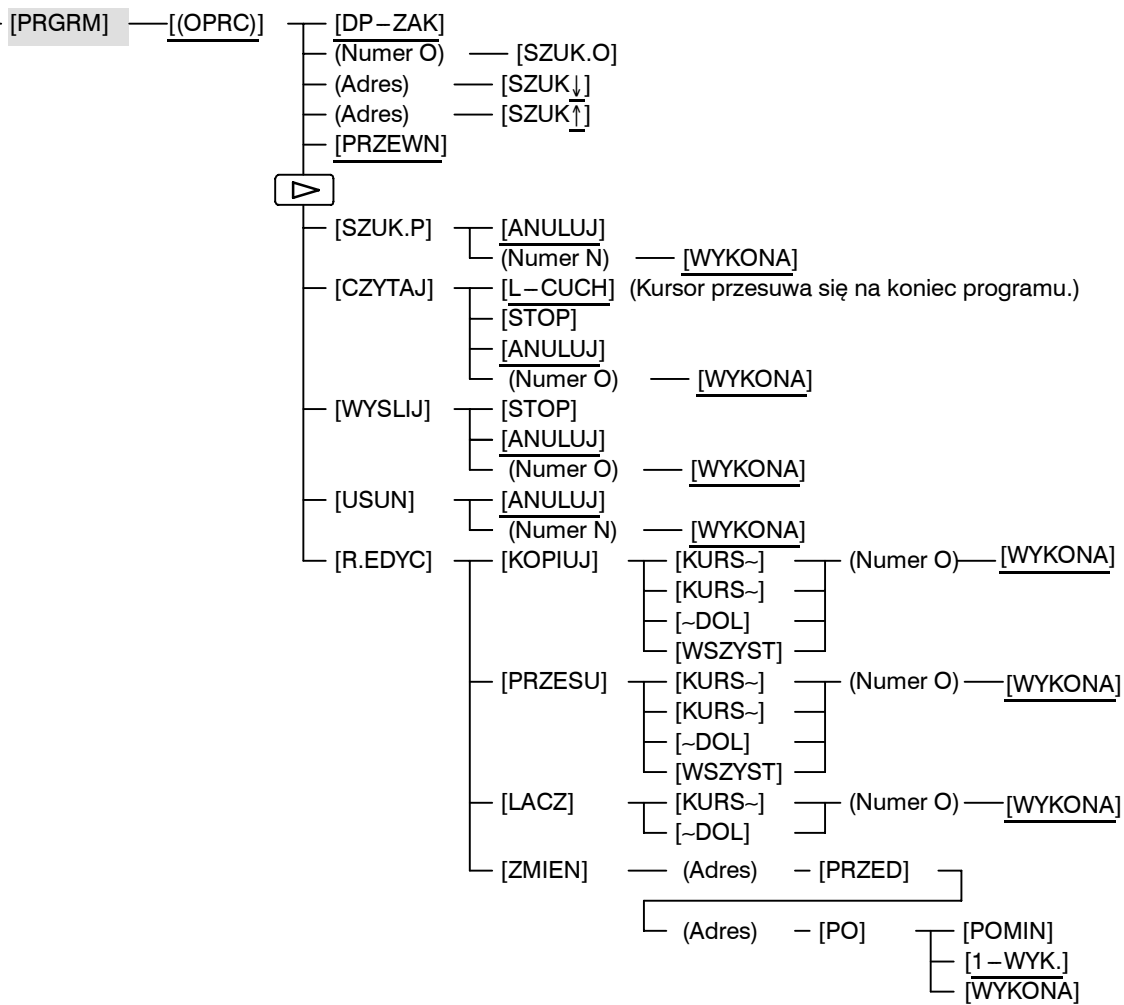 [PRGRM] [(OPRC)] [DP–ZAK]
(Numer O) [SZUK.O]
(Adres) [SZUK↓]
(Adres) [SZUK↑]
[PRZEWN]
[SZUK.P] [ANULUJ]
(Numer N) [WYKONA]
[CZYTAJ] [L–CUCH] (Kursor przesuwa się na koniec programu.)
[STOP]
[ANULUJ]
(Numer O) [WYKONA]
[WYSLIJ] [STOP]
[ANULUJ]
(Numer O) [WYKONA]
[USUN] [ANULUJ]
(Numer N) [WYKONA]
[R.EDYC] [KOPIUJ] [KURS~] (Numer O) [WYKONA]
[KURS~]
[~DOL]
[WSZYST]
[PRZESU] [KURS~] (Numer O) [WYKONA]
[KURS~]
[~DOL]
[WSZYST]
[LACZ] [KURS~] (Numer O) [WYKONA]
[~DOL]
[ZMIEN] (Adres) [PRZED]
(Adres) [PO] [POMIN]
[1–WYK.]
[WYKONA]